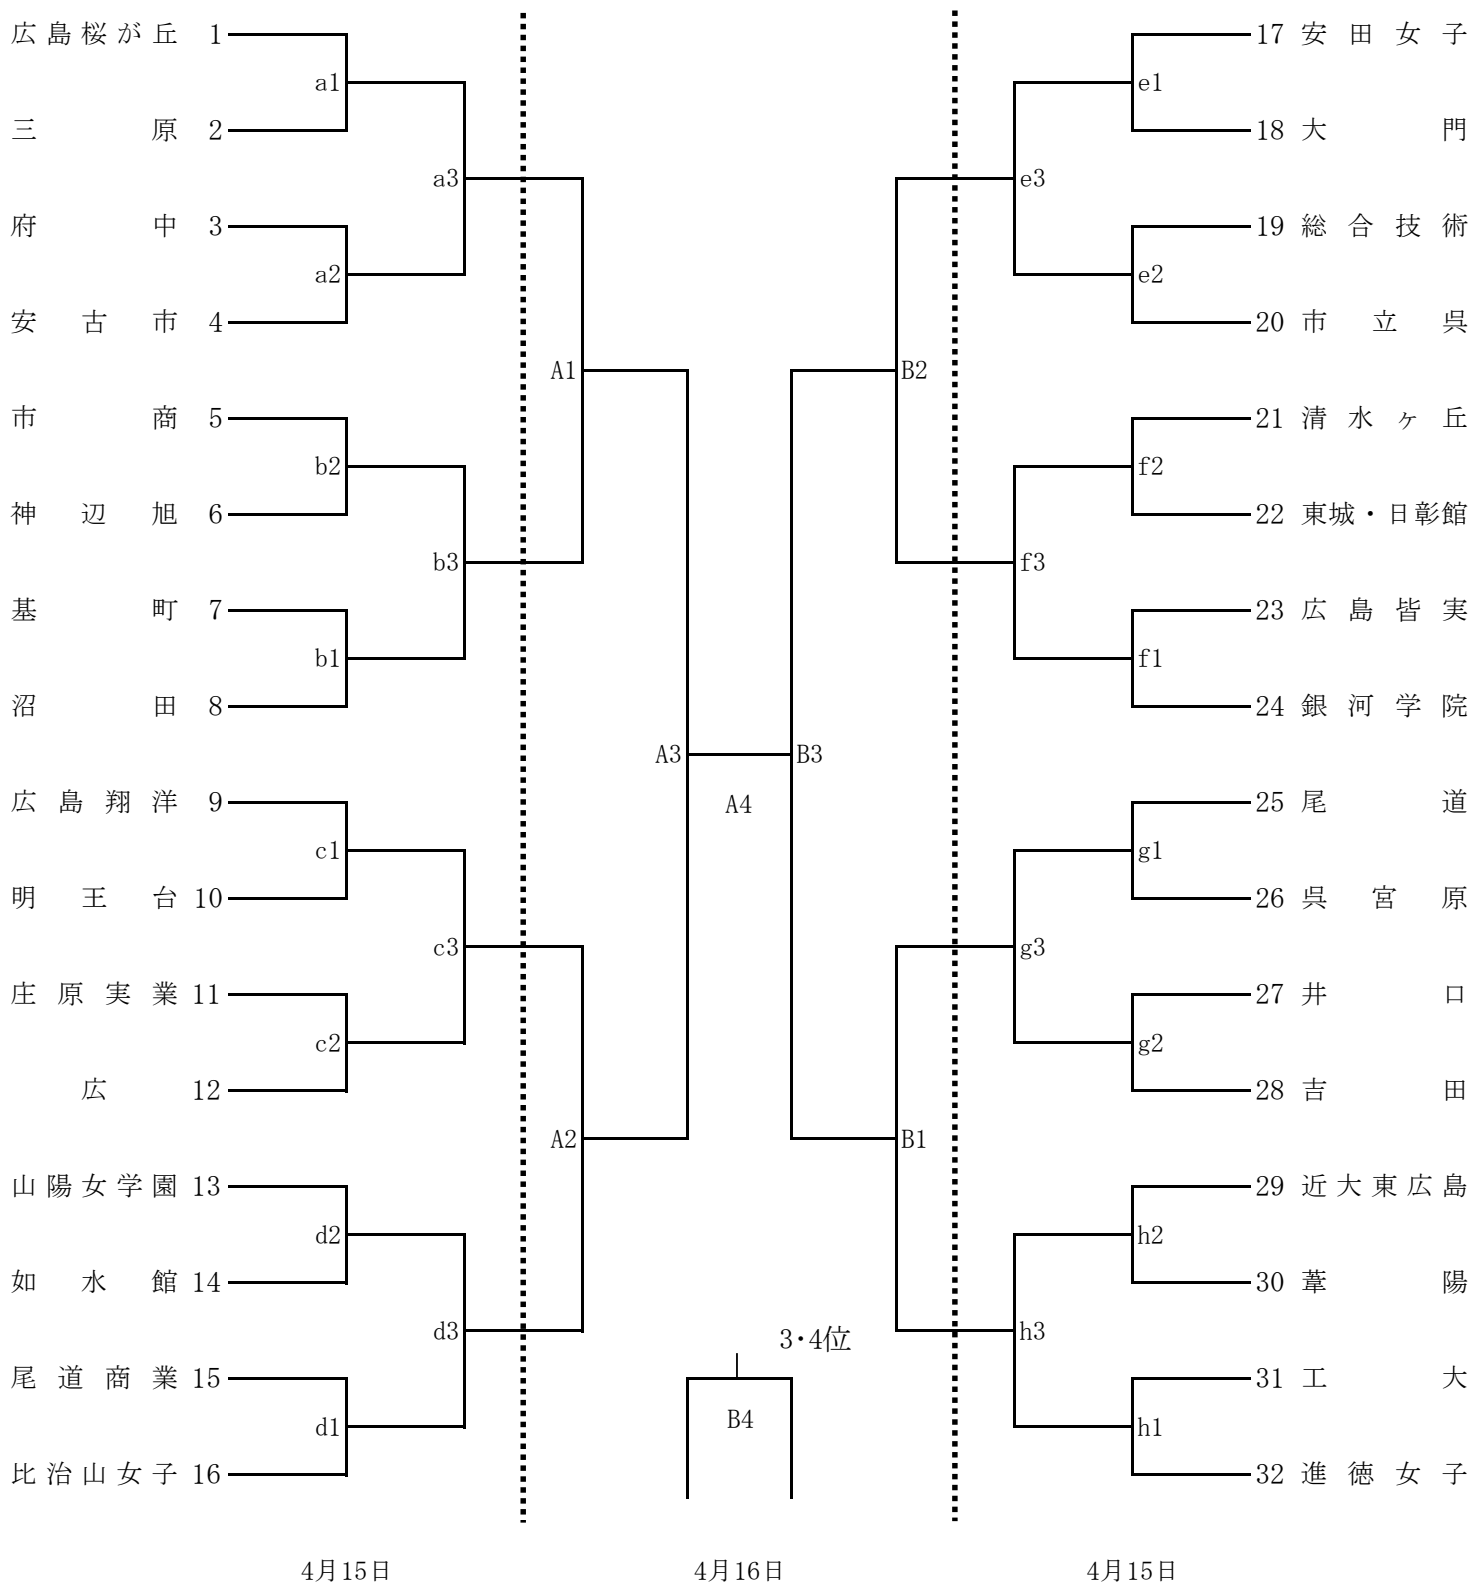 広島桜が丘 1
a1
三原 2
a3
府中 3
a2
安古市 4
A1
市商 5
b2
神辺旭 6
b3
基町 7
b1
沼田 8
A3
広島翔洋 9
c1
明王台 10
c3
庄原実業 11
c2
広 12
A2
山陽女学園 13
d2
如水館 14
d3
尾道商業 15
d1
比治山女子 16
A4
3・4位
B4
17 安田女子
e1
18 大門
e3
19 総合技術
e2
20 市立呉
B2
21 清水ヶ丘
f2
22 東城・日彰館
f3
23 広島皆実
f1
24 銀河学院
B3
25 尾道
g1
26 呉宮原
g3
27 井口
g2
28 吉田
B1
29 近大東広島
h2
30 葦陽
h3
31 工大
h1
32 進徳女子
4月15日
4月16日
4月15日